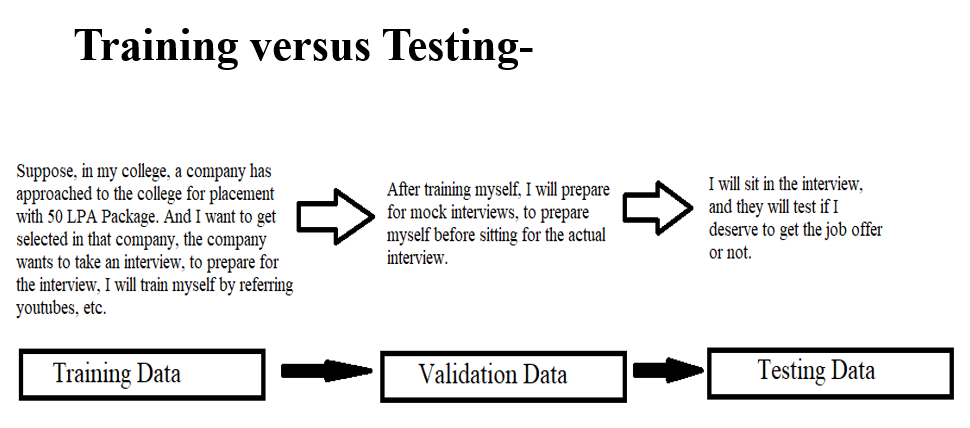 Training versus Testing-
Suppose, in my college, a company has
approached to the college for placement
with 50 LPA Package. And I want to get
selected in that company, the company
wants to take an interview, to prepare for
the interview, I will train myself by referring
youtubes, etc.
After training myself, I will prepare
for mock interviews, to prepare
myself before sitting for the actual
interview.
I will sit in the interview,
and they will test if I
deserve to get the job offer
or not.
Training Data
Validation Data
Testing Data